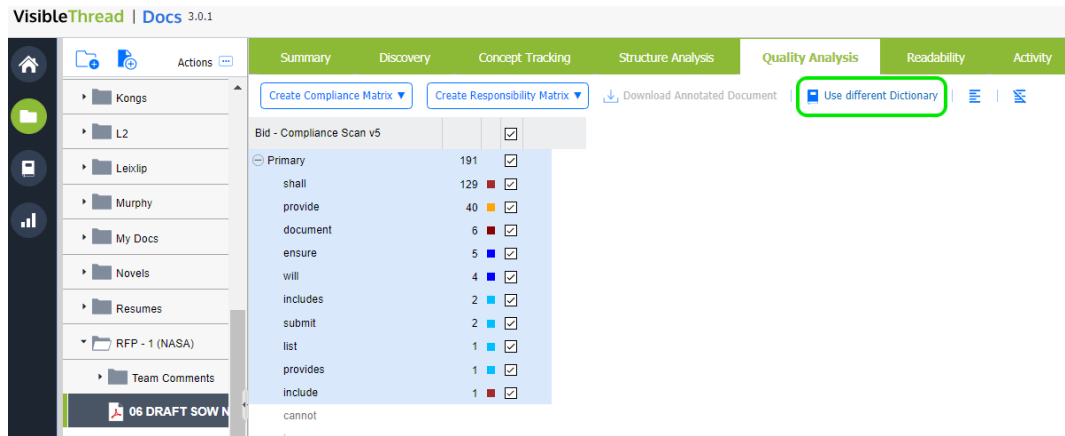 VisibleThread | Docs 3.0.1
Actions
Summary Discovery Concept Tracking Structure Analysis Quality Analysis Readability Activity
Create Compliance Matrix ▼ Create Responsibility Matrix ▼ Download Annotated Document Use different Dictionary
Kongs
L2
Leixlip
Murphy
My Docs
Novels
Resumes
RFP - 1 (NASA)
Team Comments
06 DRAFT SOW N
Bid - Compliance Scan v5
Primary 191
shall 129
provide 40
document 6
ensure 5
will 4
includes 2
submit 2
list 1
provides 1
include 1
cannot